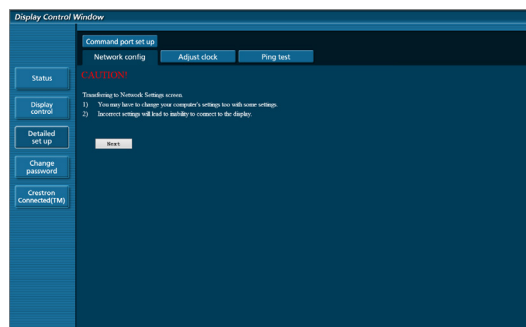 Display Control Window
Command port set up
Network config
Adjust clock
Ping test
Status
Display control
Detailed set up
Change password
Crestron Connected(TM)
CAUTION!
Transfering to Network Settings screen.
1) You may have to change your computer's settings too with some settings.
2) Incorrect settings will lead to inability to connect to the display.
Next